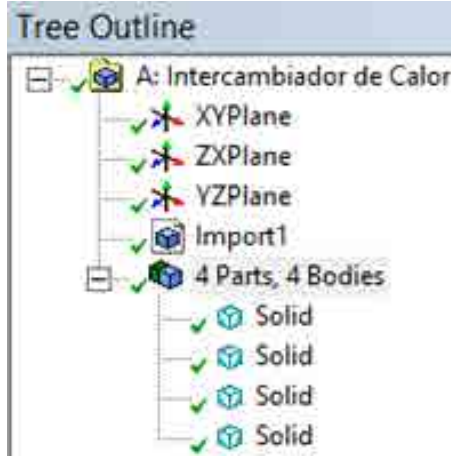 Tree Outline
A: Intercambiador de Calor
XYPlane
ZXPlane
YZPlane
Import1
4 Parts, 4 Bodies
Solid
Solid
Solid
Solid